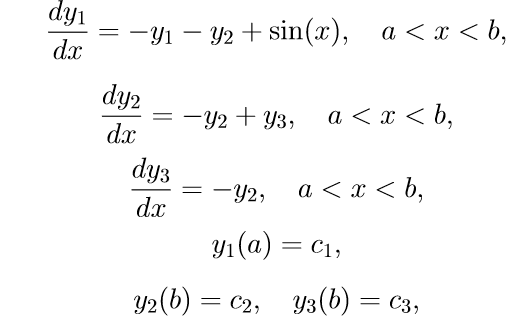 dy₁/dx = −y₁ − y₂ + sin(x), a < x < b,
dy₂/dx = −y₂ + y₃, a < x < b,
dy₃/dx = −y₂, a < x < b,
y₁(a) = c₁,
y₂(b) = c₂, y₃(b) = c₃,